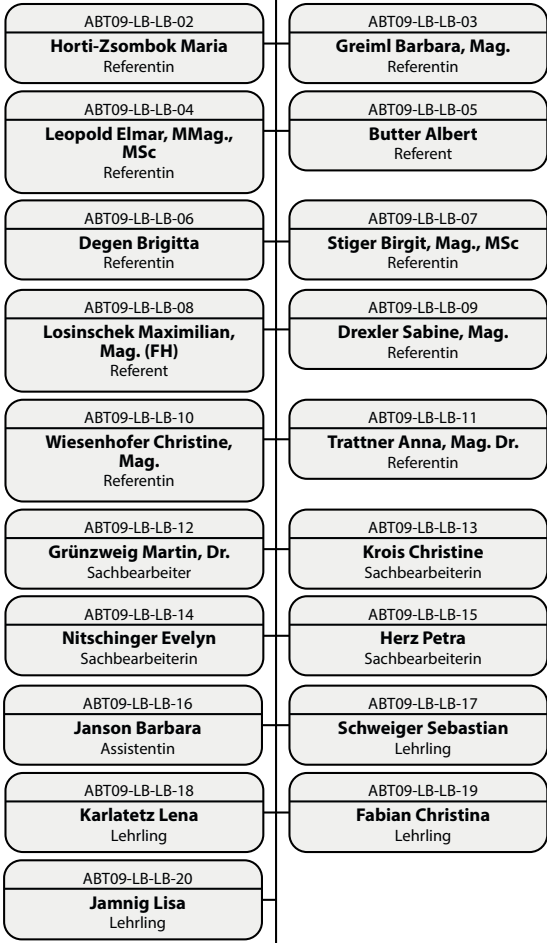 ABT09-LB-LB-02
Horti-Zsombok Maria
Referentin
ABT09-LB-LB-03
Greiml Barbara, Mag.
Referentin
ABT09-LB-LB-04
Leopold Elmar, MMag.,
MSc
Referentin
ABT09-LB-LB-05
Butter Albert
Referent
ABT09-LB-LB-06
Degen Brigitta
Referentin
ABT09-LB-LB-07
Stiger Birgit, Mag., MSc
Referentin
ABT09-LB-LB-08
Losinschek Maximilian,
Mag. (FH)
Referent
ABT09-LB-LB-09
Drexler Sabine, Mag.
Referentin
ABT09-LB-LB-10
Wiesenhofer Christine,
Mag.
Referentin
ABT09-LB-LB-11
Trattner Anna, Mag. Dr.
Referentin
ABT09-LB-LB-12
Grünzweig Martin, Dr.
Sachbearbeiter
ABT09-LB-LB-13
Krois Christine
Sachbearbeiterin
ABT09-LB-LB-14
Nitschinger Evelyn
Sachbearbeiterin
ABT09-LB-LB-15
Herz Petra
Sachbearbeiterin
ABT09-LB-LB-16
Janson Barbara
Assistentin
ABT09-LB-LB-17
Schweiger Sebastian
Lehrling
ABT09-LB-LB-18
Karlatetz Lena
Lehrling
ABT09-LB-LB-19
Fabian Christina
Lehrling
ABT09-LB-LB-20
Jamnig Lisa
Lehrling